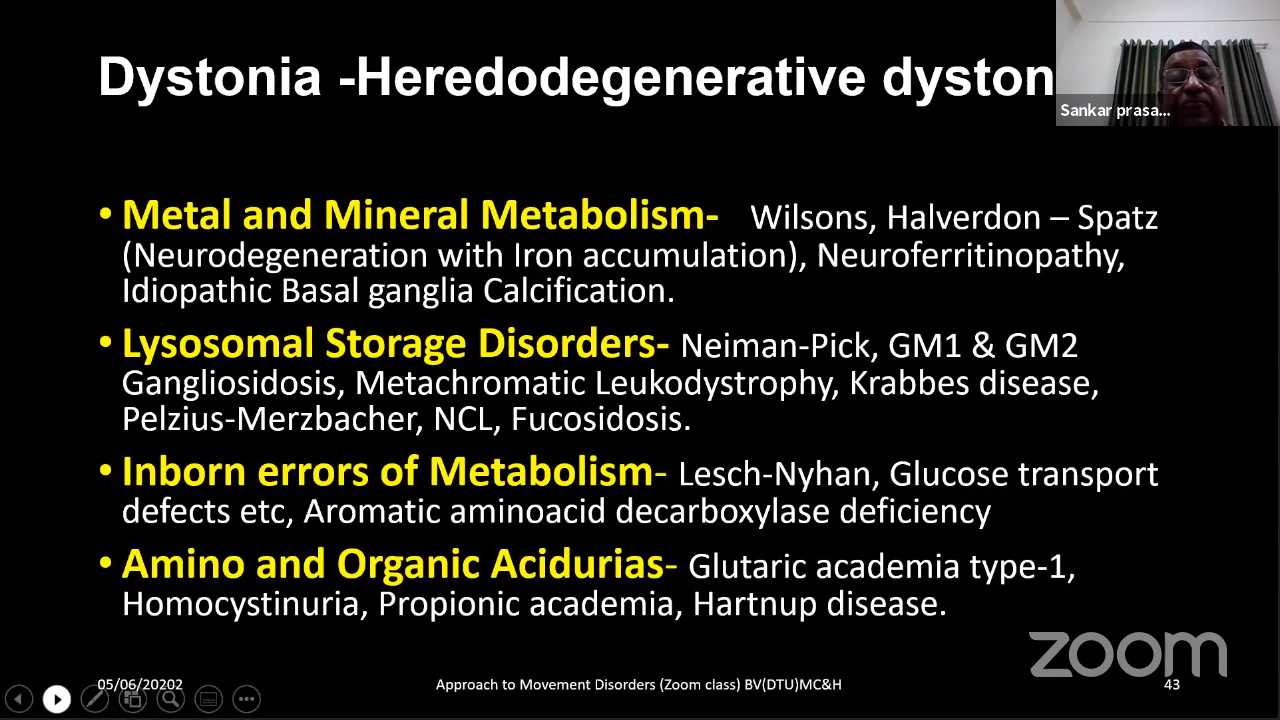 Dystonia -Heredodegenerative dyston
Sankar prasa...
• Metal and Mineral Metabolism- Wilsons, Halverdon – Spatz
(Neurodegeneration with Iron accumulation), Neuroferritinopathy,
Idiopathic Basal ganglia Calcification.
• Lysosomal Storage Disorders- Neiman-Pick, GM1 & GM2
Gangliosidosis, Metachromatic Leukodystrophy, Krabbes disease,
Pelzius-Merzbacher, NCL, Fucosidosis.
• Inborn errors of Metabolism- Lesch-Nyhan, Glucose transport
defects etc, Aromatic aminoacid decarboxylase deficiency
• Amino and Organic Acidurias- Glutaric academia type-1,
Homocystinuria, Propionic academia, Hartnup disease.
zoom
05/06/20202 Approach to Movement Disorders (Zoom class) BV(DTU)MC&H 43